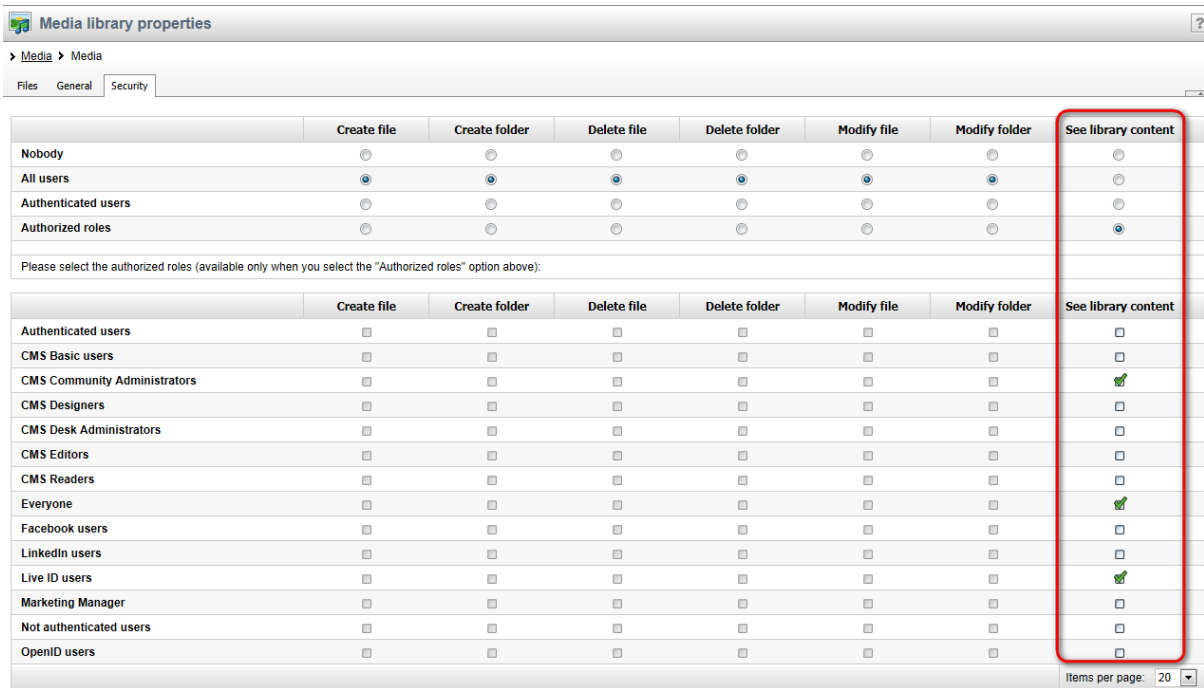 Media library properties
?
Media Media
Files General Security
Create file Create folder Delete file Delete folder Modify file Modify folder See library content
Nobody
All users
Authenticated users
Authorized roles
Please select the authorized roles (available only when you select the "Authorized roles" option above):
Create file Create folder Delete file Delete folder Modify file Modify folder See library content
Authenticated users
CMS Basic users
CMS Community Administrators
CMS Designers
CMS Desk Administrators
CMS Editors
CMS Readers
Everyone
Facebook users
LinkedIn users
Live ID users
Marketing Manager
Not authenticated users
OpenID users
Items per page: 20